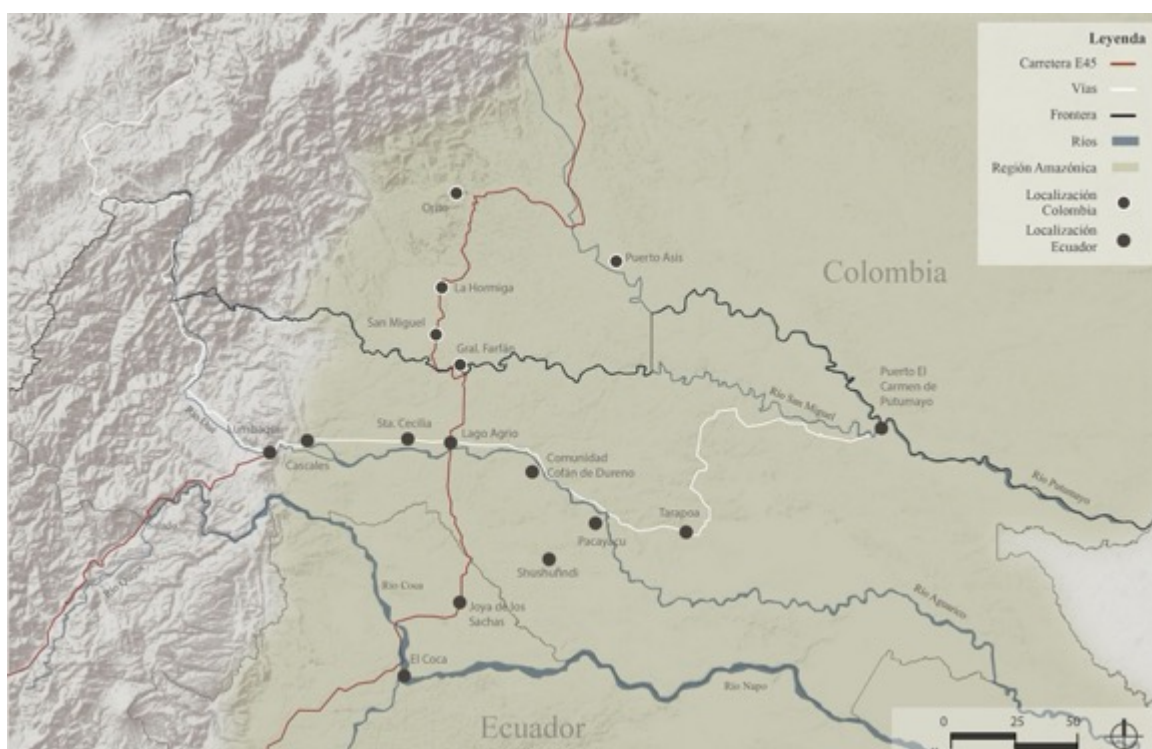 Leyenda
Carretera E45
Vías
Frontera
Ríos
Región Amazónica
Localización
Colombia
Localización
Ecuador
Orito
Puerto Asis
Colombia
La Hormiga
San Miguel
Gral. Farfán
Puerto El
Carmen de
Putumayo
Río San Miguel
Lumbaqui
Cascales
Sta. Cecilia
Lago Agrio
Comunidad
Cofán de Dureno
Río Putumayo
Tarapoa
Pacayacu
Shushufindi
Río Coca
Joya de los
Sachas
Río Aguarico
El Coca
Río Napo
Ecuador
0 25 50